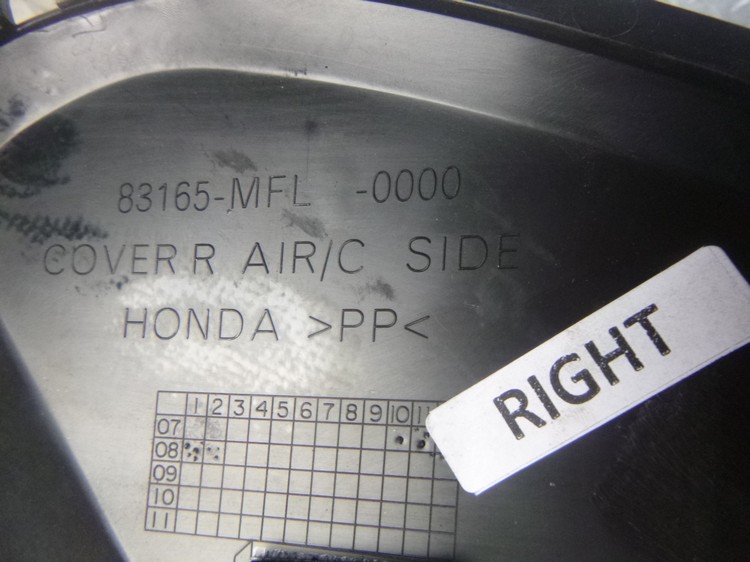 83165-MFL -0000
COVER R AIR/C SIDE
HONDA >PP<
RIGHT
1 2 3 4 5 6 7 8 9 10 11
07
08
09
10
11